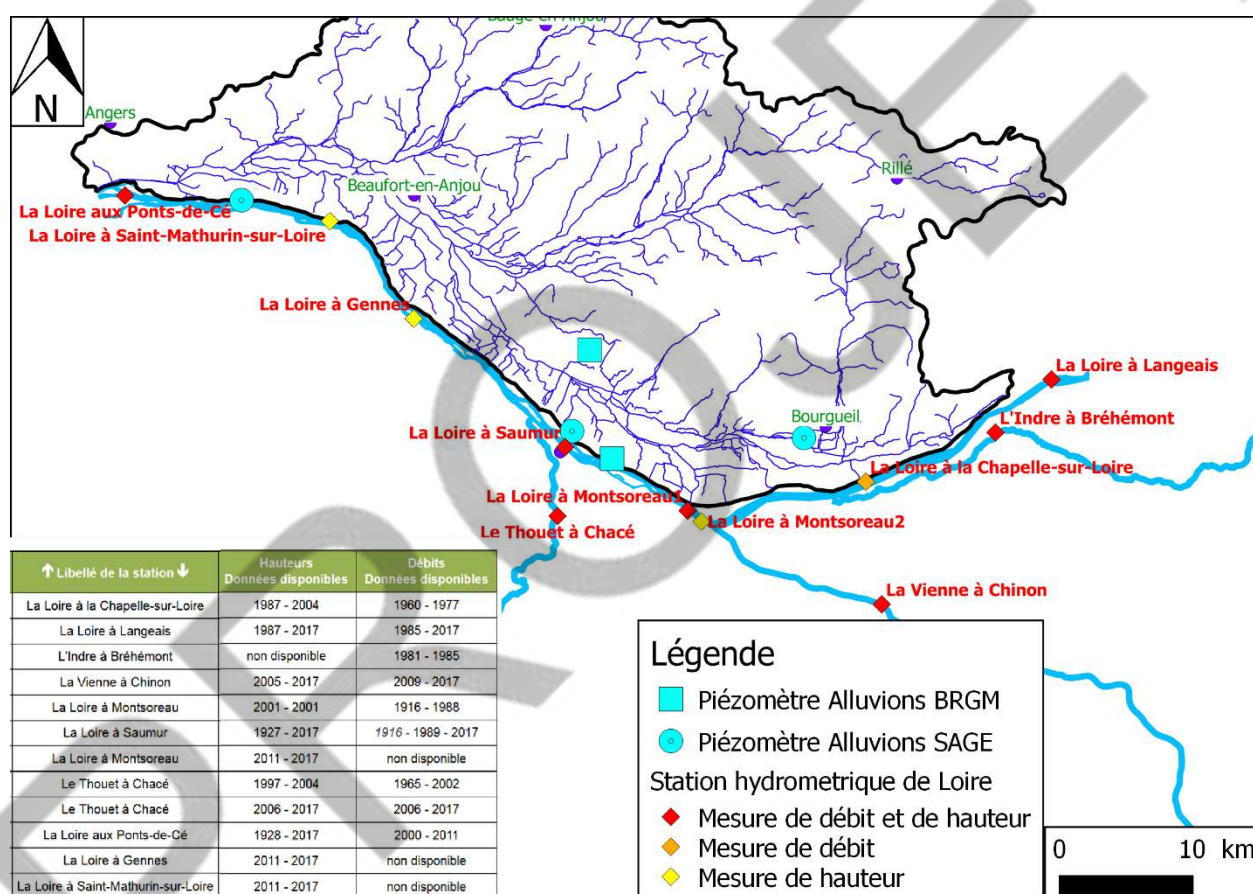 Baugé-en-Anjou
N
Angers
Rillé
Beaufort-en-Anjou
La Loire aux Ponts-de-Cé
La Loire à Saint-Mathurin-sur-Loire
La Loire à Gennes
La Loire à Langeais
L'Indre à Bréhémont
Bourgueil
La Loire à Saumur
La Loire à la Chapelle-sur-Loire
La Loire à Montsoreau1
La Loire à Montsoreau2
Le Thouet à Chacé
La Vienne à Chinon
↑ Libellé de la station ↓ Hauteurs Données disponibles Débits Données disponibles
La Loire à la Chapelle-sur-Loire 1987 - 2004 1960 - 1977
La Loire à Langeais 1987 - 2017 1985 - 2017
L'Indre à Bréhémont non disponible 1981 - 1985
La Vienne à Chinon 2005 - 2017 2009 - 2017
La Loire à Montsoreau 2001 - 2001 1916 - 1988
La Loire à Saumur 1927 - 2017 1916 - 1989 - 2017
La Loire à Montsoreau 2011 - 2017 non disponible
Le Thouet à Chacé 1997 - 2004 1965 - 2002
Le Thouet à Chacé 2006 - 2017 2006 - 2017
La Loire aux Ponts-de-Cé 1928 - 2017 2000 - 2011
La Loire à Gennes 2011 - 2017 non disponible
La Loire à Saint-Mathurin-sur-Loire 2011 - 2017 non disponible
Légende
Piézomètre Alluvions BRGM
Piézomètre Alluvions SAGE
Station hydrometrique de Loire
Mesure de débit et de hauteur
Mesure de débit
Mesure de hauteur
0 10 km
PROJE